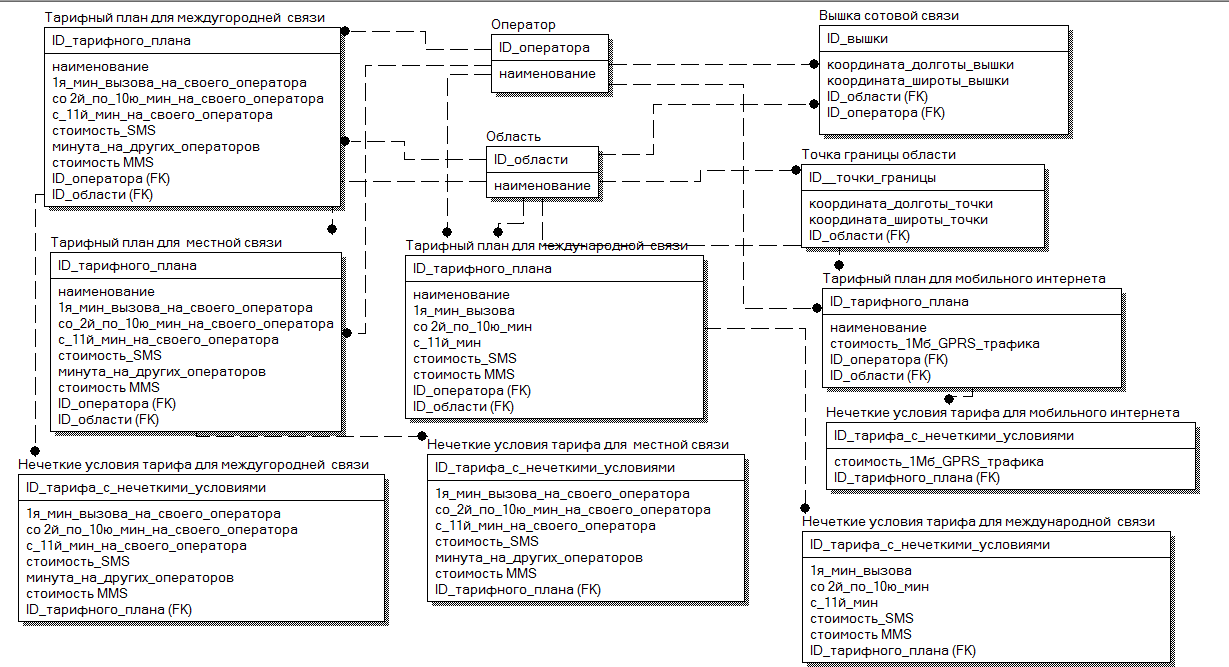 Тарифный план для междугородней связи
ID_тарифного_плана
наименование
1я_мин_вызова_на_своего_оператора
со 2й_по_10ю_мин_на_своего_оператора
с_11й_мин_на_своего_оператора
стоимость_SMS
минута_на_других_операторов
стоимость MMS
ID_оператора (FK)
ID_области (FK)
Оператор
ID_оператора
наименование
Вышка сотовой связи
ID_вышки
координата_долготы_вышки
координата_широты_вышки
ID_области (FK)
ID_оператора (FK)
Область
ID_области
наименование
Точка границы области
ID__точки_границы
координата_долготы_точки
координата_широты_точки
ID_области (FK)
Тарифный план для местной связи
ID_тарифного_плана
наименование
1я_мин_вызова_на_своего_оператора
со_2й_по_10ю_мин_на_своего_оператора
с_11й_мин_на_своего_оператора
стоимость_SMS
минута_на_других_операторов
стоимость MMS
ID_оператора (FK)
ID_области (FK)
Тарифный план для международной связи
ID_тарифного_плана
наименование
1я_мин_вызова
со 2й_по_10ю_мин
с_11й_мин
стоимость_SMS
стоимость MMS
ID_оператора (FK)
ID_области (FK)
Тарифный план для мобильного интернета
ID_тарифного_плана
наименование
стоимость_1Мб_GPRS_трафика
ID_оператора (FK)
ID_области (FK)
Нечеткие условия тарифа для мобильного интернета
ID_тарифа_с_нечеткими_условиями
стоимость_1Мб_GPRS_трафика
ID_тарифного_плана (FK)
Нечеткие условия тарифа для междугородней связи
ID_тарифа_с_нечеткими_условиями
1я_мин_вызова_на_своего_оператора
со 2й_по_10ю_мин_на_своего_оператора
с_11й_мин_на_своего_оператора
стоимость_SMS
минута_на_других_операторов
стоимость MMS
ID_тарифного_плана (FK)
Нечеткие условия тарифа для местной связи
ID_тарифа_с_нечеткими_условиями
1я_мин_вызова_на_своего_оператора
со_2й_по_10ю_мин_на_своего_оператора
с_11й_мин_на_своего_оператора
стоимость_SMS
минута_на_других_операторов
стоимость MMS
ID_тарифного_плана (FK)
Нечеткие условия тарифа для международной связи
ID_тарифа_с_нечеткими_условиями
1я_мин_вызова
со 2й_по_10ю_мин
с_11й_мин
стоимость_SMS
стоимость MMS
ID_тарифного_плана (FK)